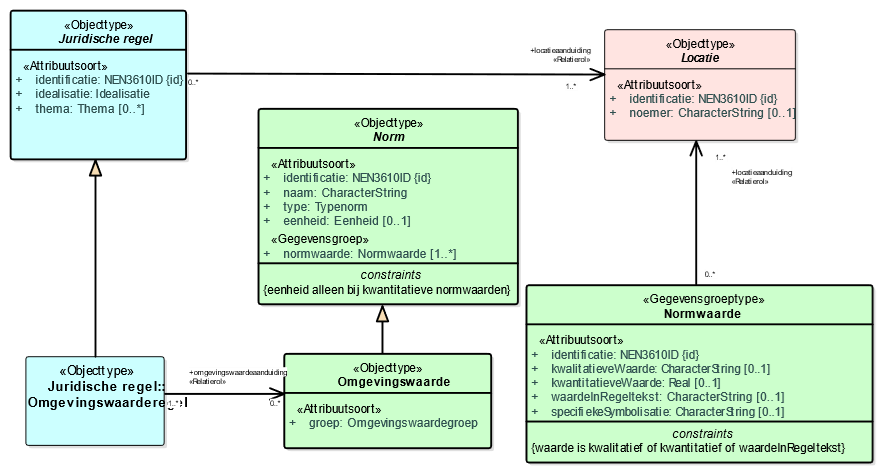 «Objecttype»
Juridische regel
«Attribuutsoort»
+ identificatie: NEN3610ID {id}
+ idealisatie: Idealisatie
+ thema: Thema [0..*]
0..*
+locatieaanduiding
«Relatierol»
1..*
«Objecttype»
Locatie
«Attribuutsoort»
+ identificatie: NEN3610ID {id}
+ noemer: CharacterString [0..1]
«Objecttype»
Norm
«Attribuutsoort»
+ identificatie: NEN3610ID {id}
+ naam: CharacterString
+ type: Typenorm
+ eenheid: Eenheid [0..1]
«Gegevensgroep»
+ normwaarde: Normwaarde [1..*]
constraints
{eenheid alleen bij kwantitatieve normwaarden}
1..*
+locatieaanduiding
«Relatierol»
0..*
«Objecttype»
Juridische regel::
Omgevingswaarderegel
+omgevingswaardeaanduiding
«Relatierol»
1..*
0..*
«Objecttype»
Omgevingswaarde
«Attribuutsoort»
+ groep: Omgevingswaardegroep
«Gegevensgroeptype»
Normwaarde
«Attribuutsoort»
+ identificatie: NEN3610ID {id}
+ kwalitatieveWaarde: CharacterString [0..1]
+ kwantitatieveWaarde: Real [0..1]
+ waardeInRegeltekst: CharacterString [0..1]
+ specifiekeSymbolisatie: CharacterString [0..1]
constraints
{waarde is kwalitatief of kwantitatief of waardeInRegeltekst}